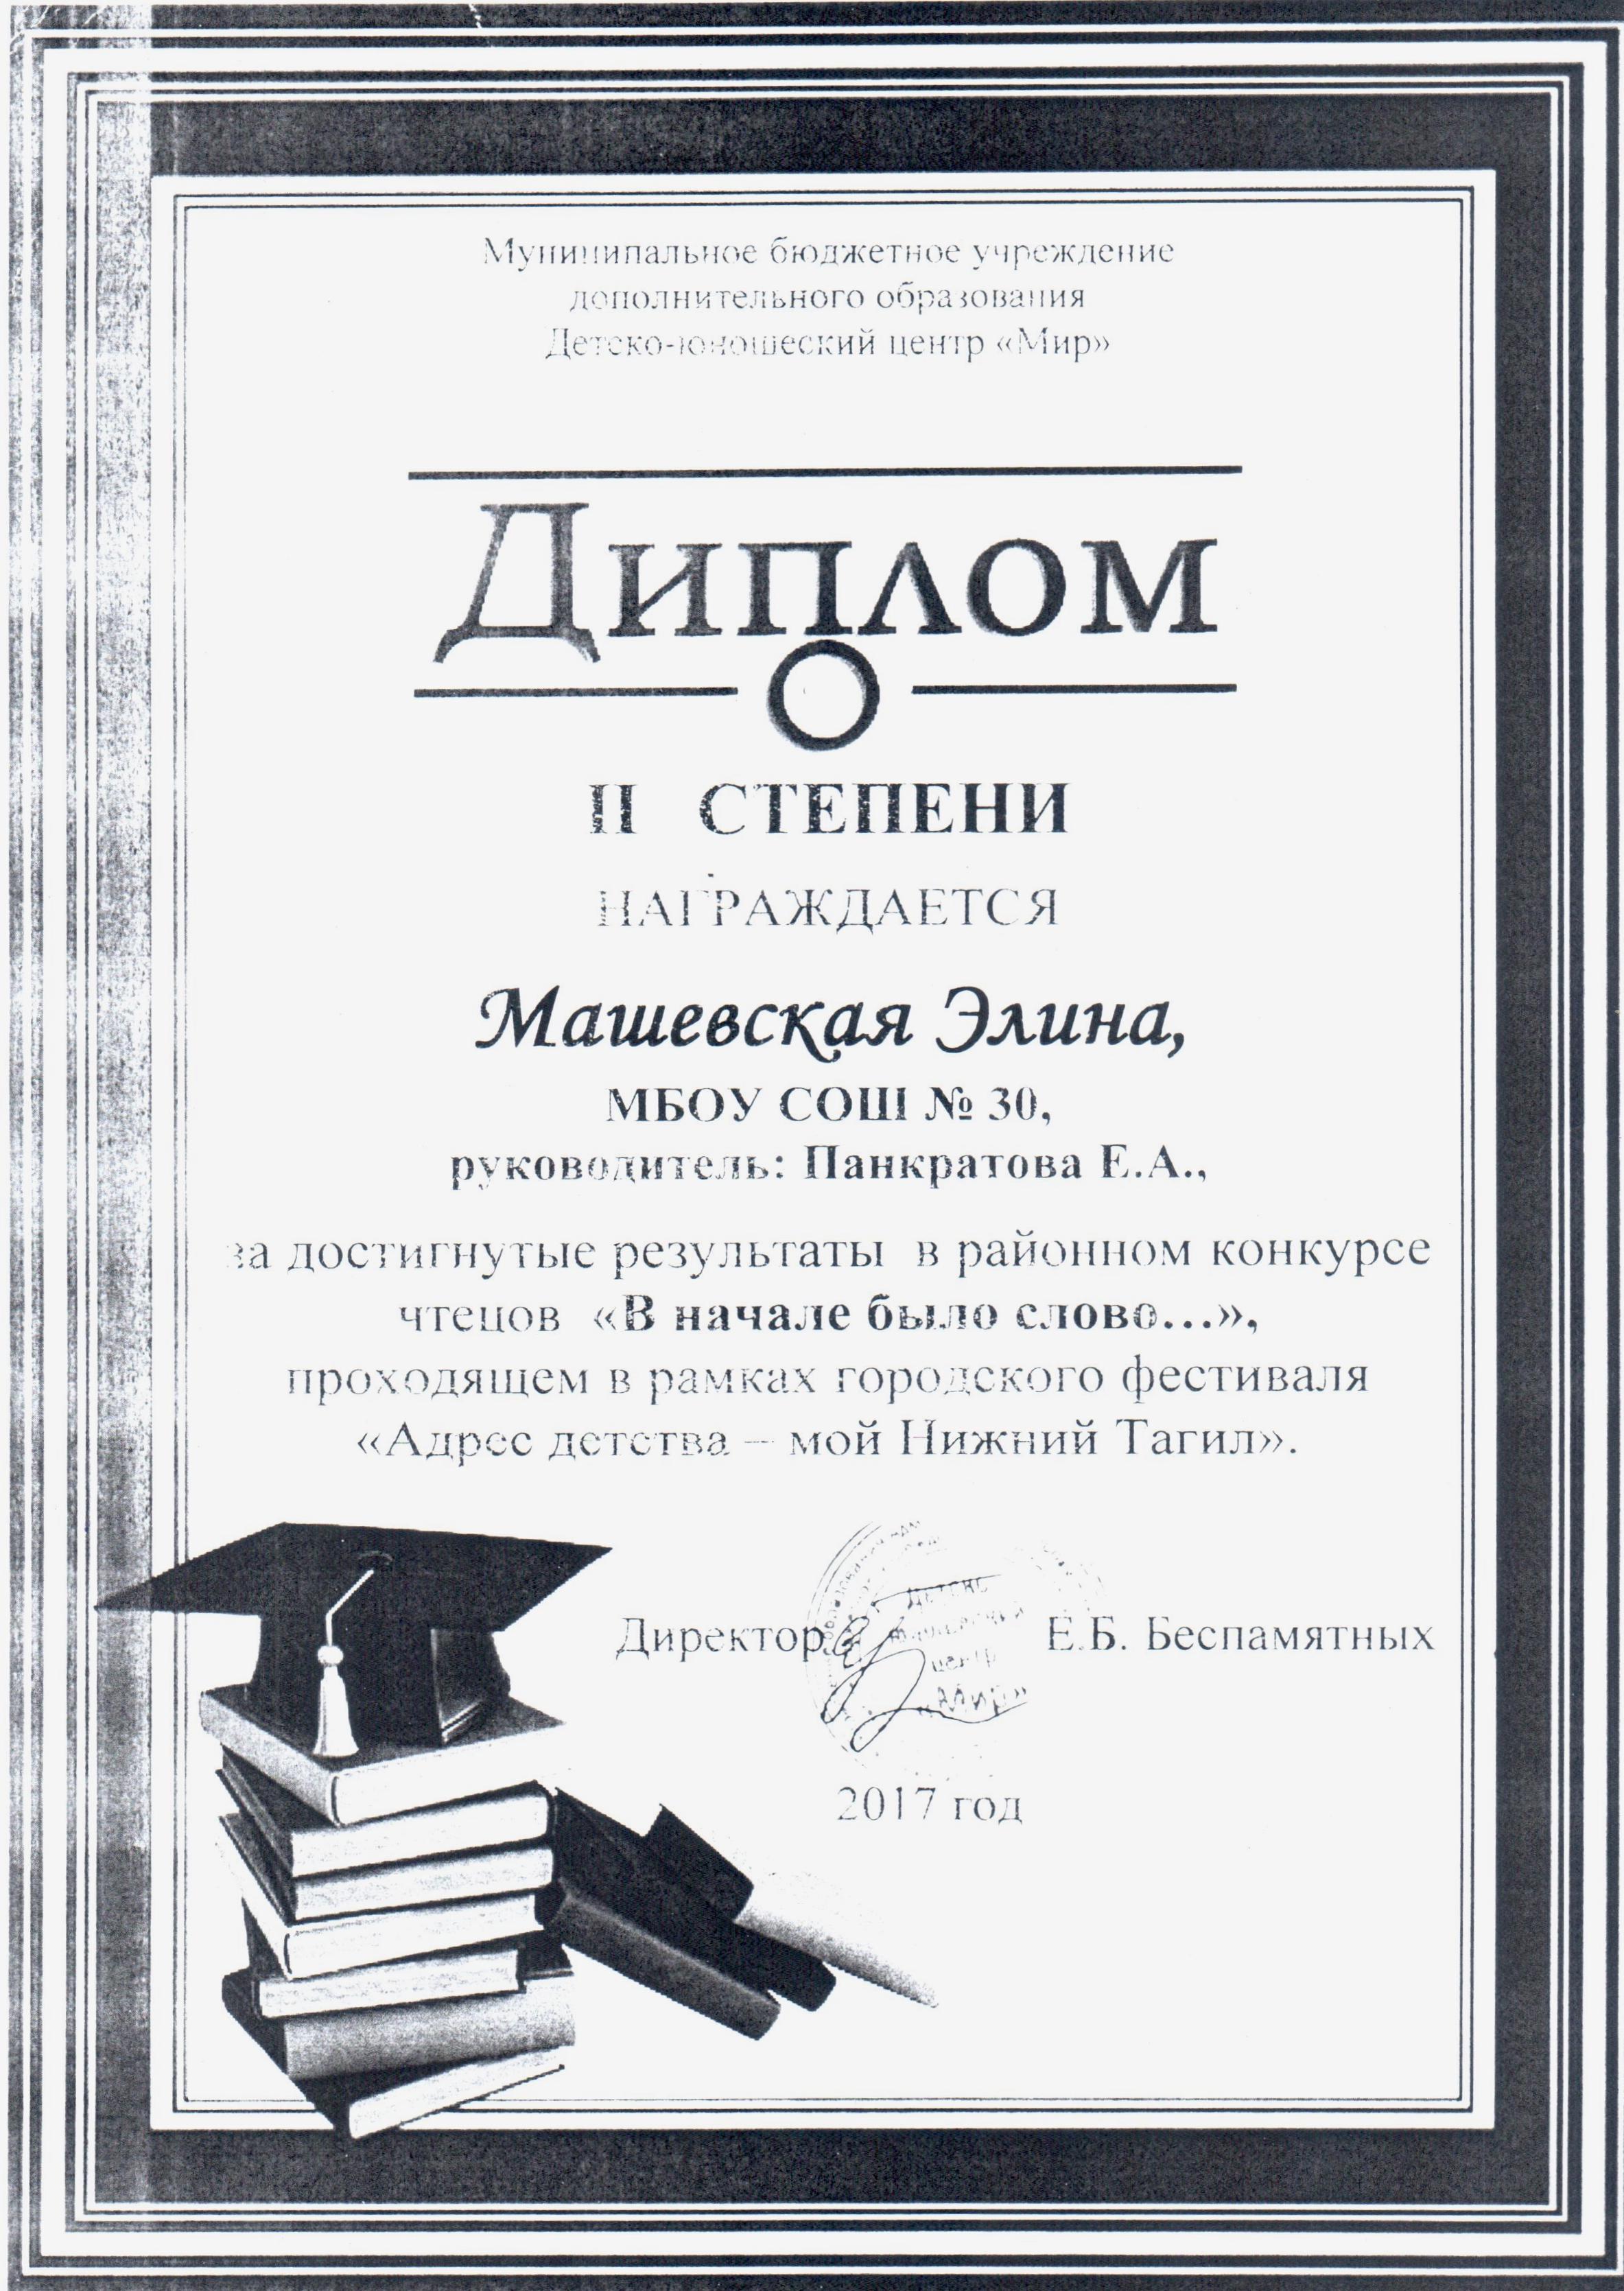 Муниципальное бюджетное учреждение
дополнительного образования
Детско-юношеский центр «Мир»
Диплом
II СТЕПЕНИ
НАГРАЖДАЕТСЯ
Машевская Элина,
МБОУ СОШ № 30,
руководитель: Панкратова Е.А.,
за достигнутые результаты в районном конкурсе
чтецов «В начале было слово...»,
проходящем в рамках городского фестиваля
«Адрес детства – мой Нижний Тагил».
Директор Е.Б. Беспамятных
«Мир»
2017 год